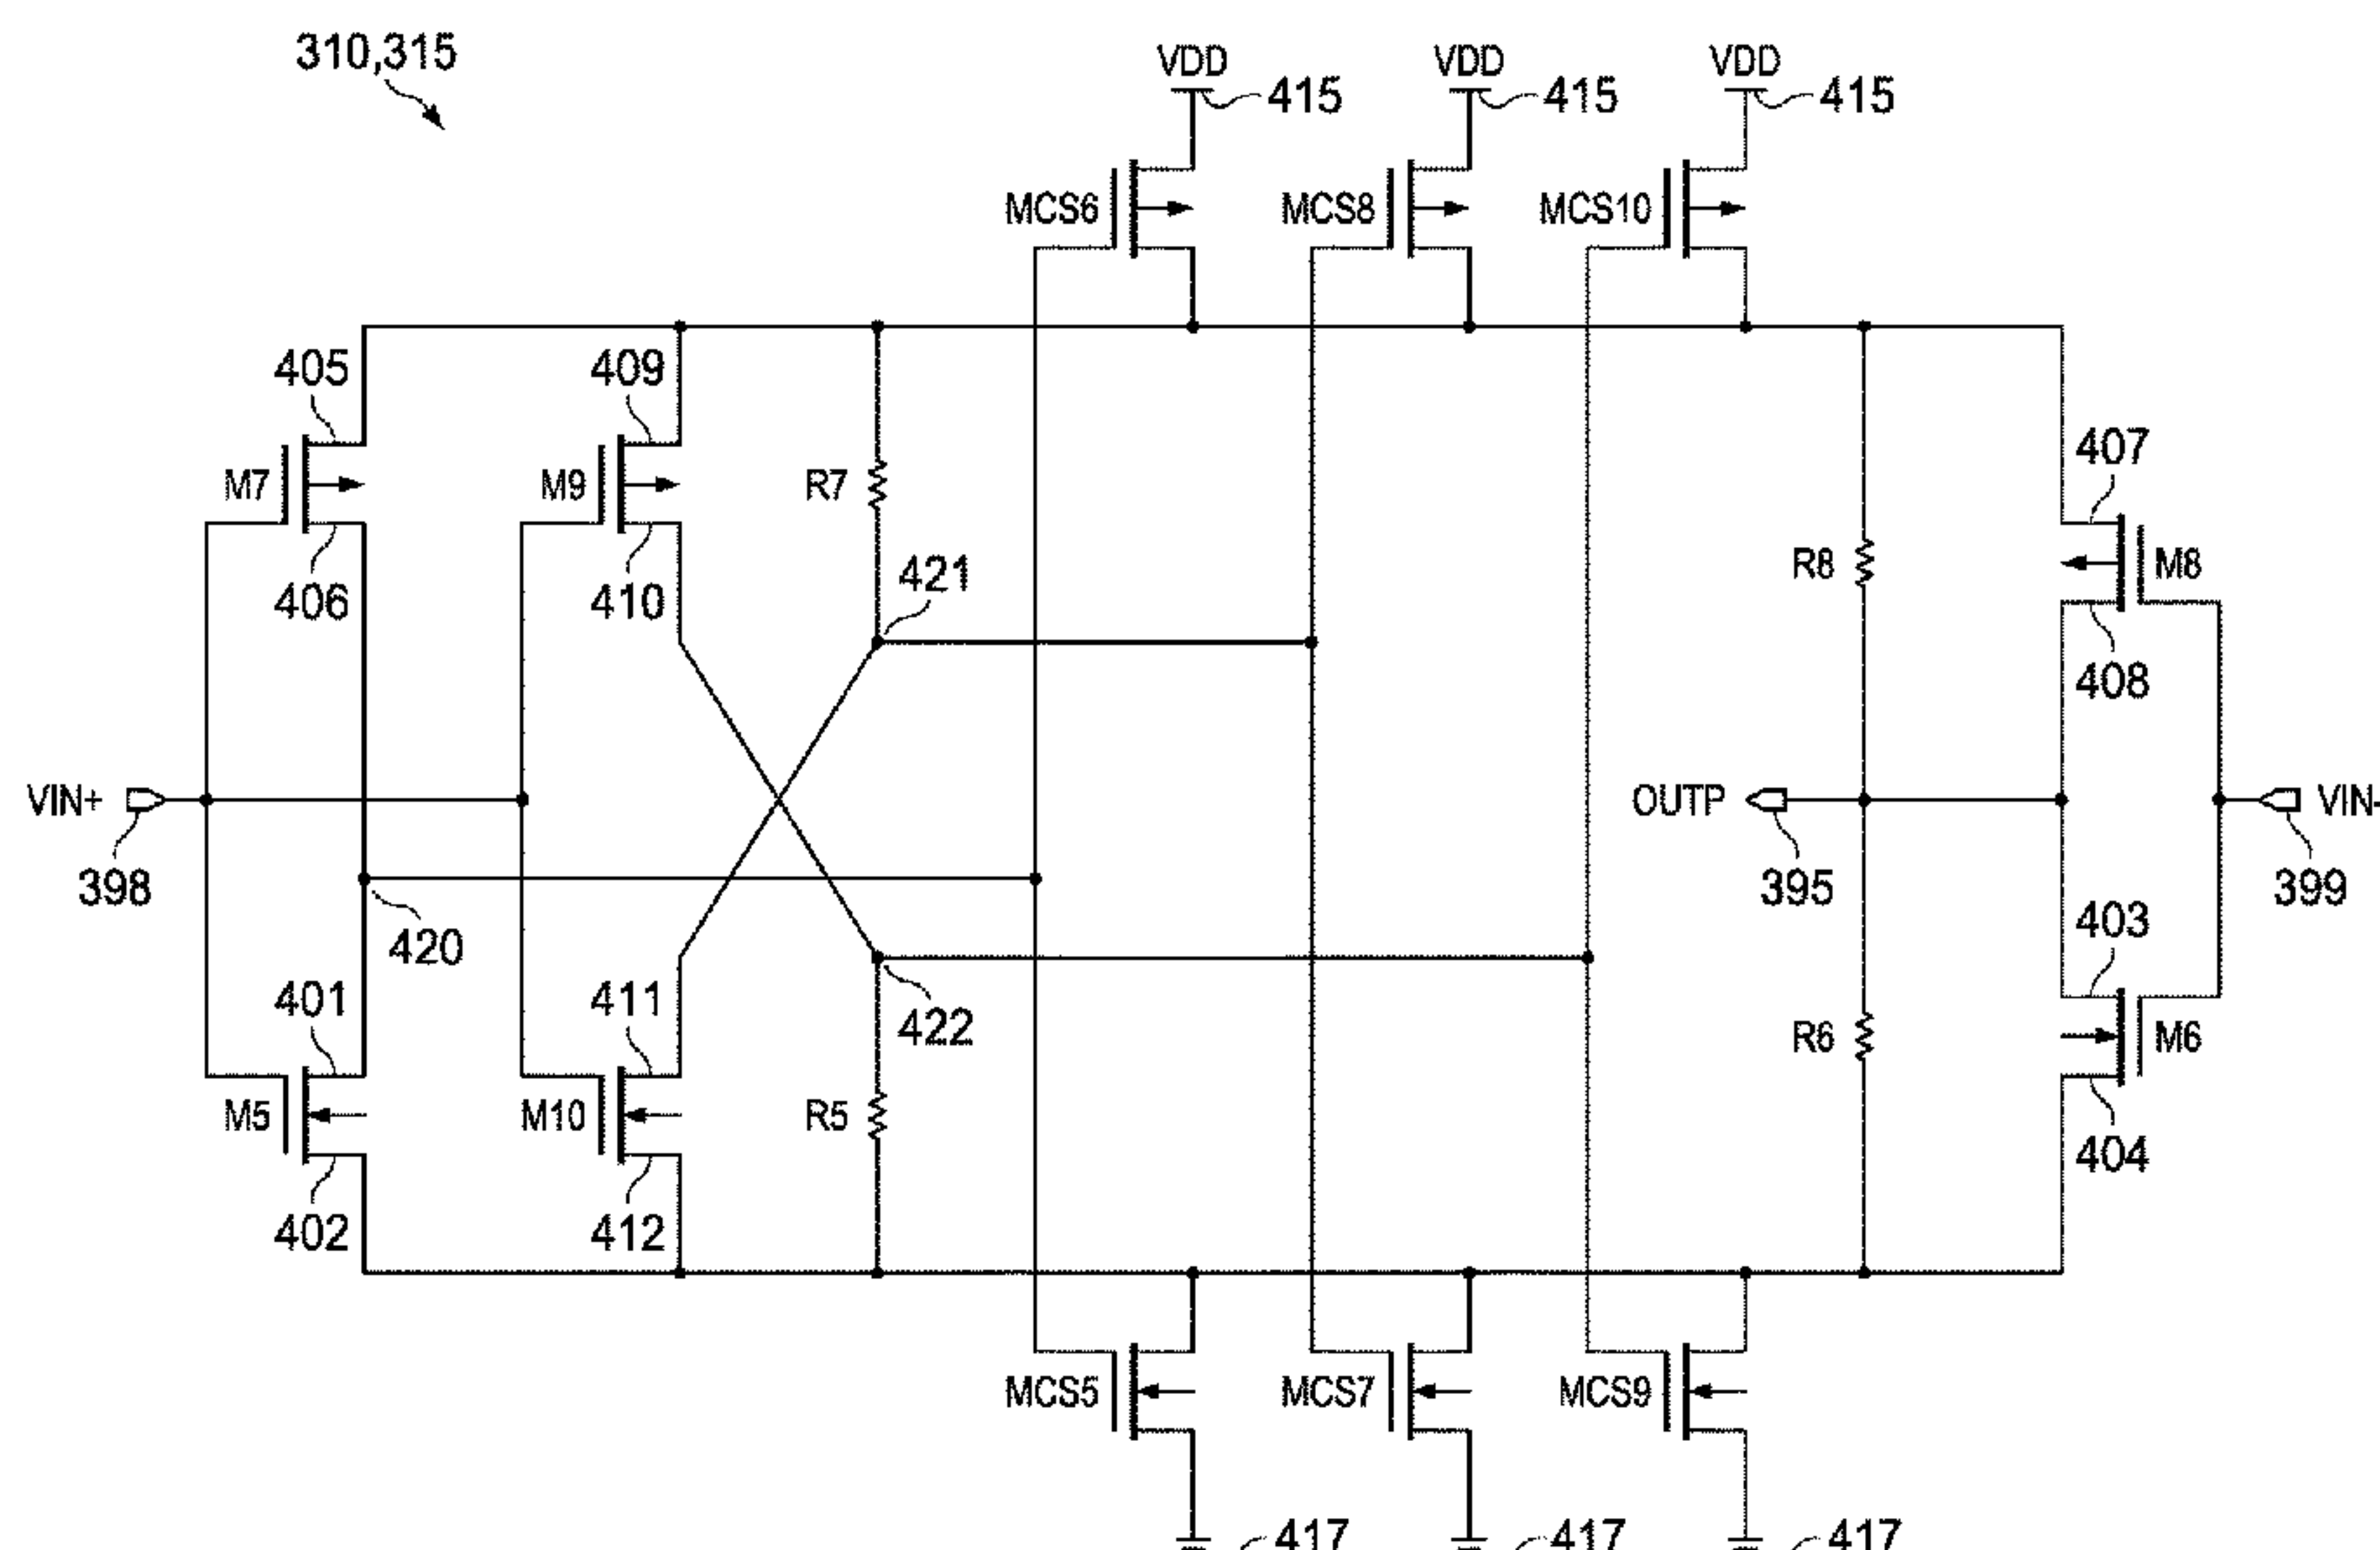 310,315
VDD VDD VDD
415 415 415
MCS6 MCS8 MCS10
405 409
407
M7 M9 R7
R8 M8
421
406 410
408
VIN+ OUTP VIN-
398 395 399
420
403
401 411
422
R6 M6
M5 M10 R5
404
402 412
MCS5 MCS7 MCS9
417 417 417